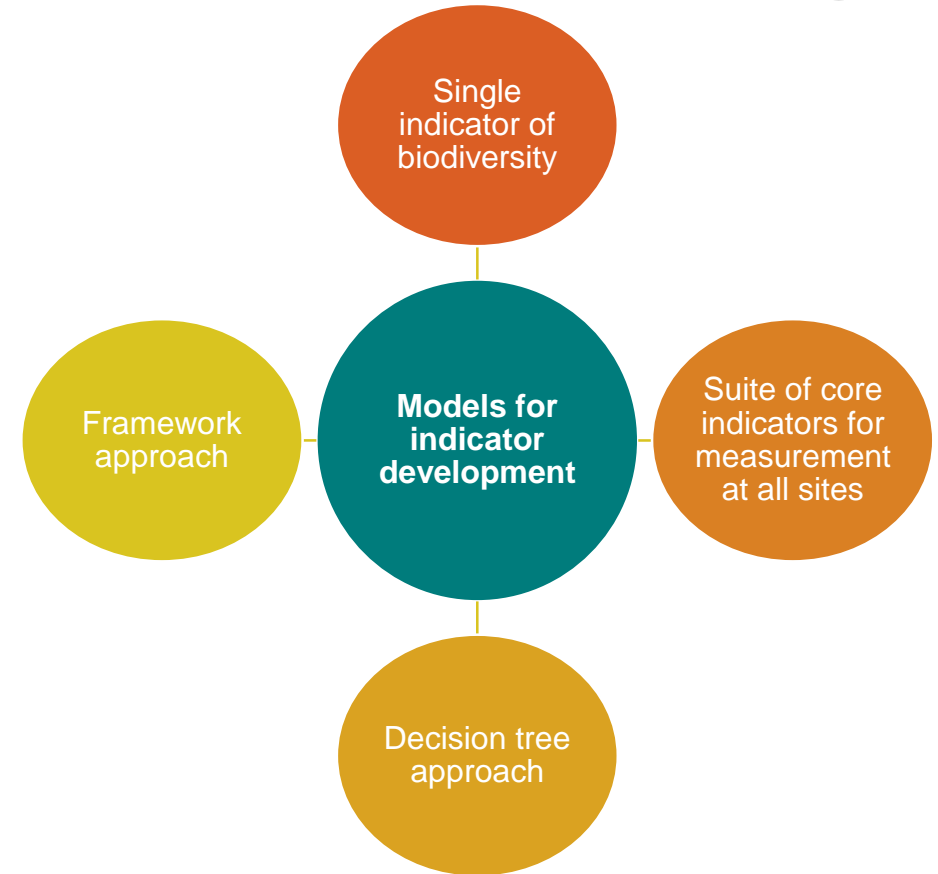 Single
indicator of
biodiversity
Models for
indicator
development
Suite of core
indicators for
measurement
at all sites
Framework
approach
Decision tree
approach